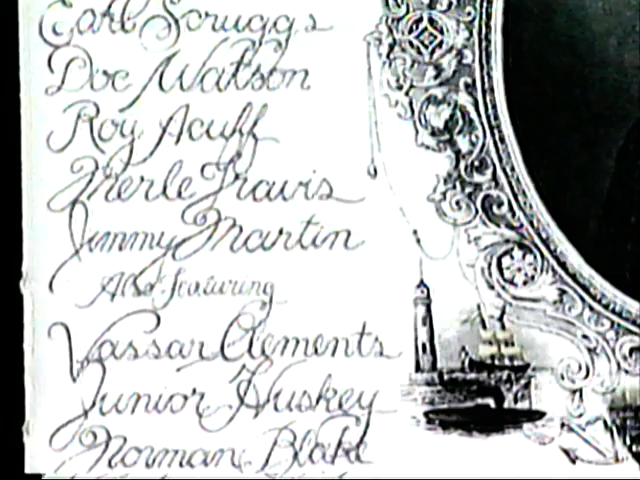 Earl Scruggs
Doc Watson
Roy Acuff
Merle Travis
Jimmy Martin
Also featuring
Vassar Clements
Junior Huskey
Norman Blake